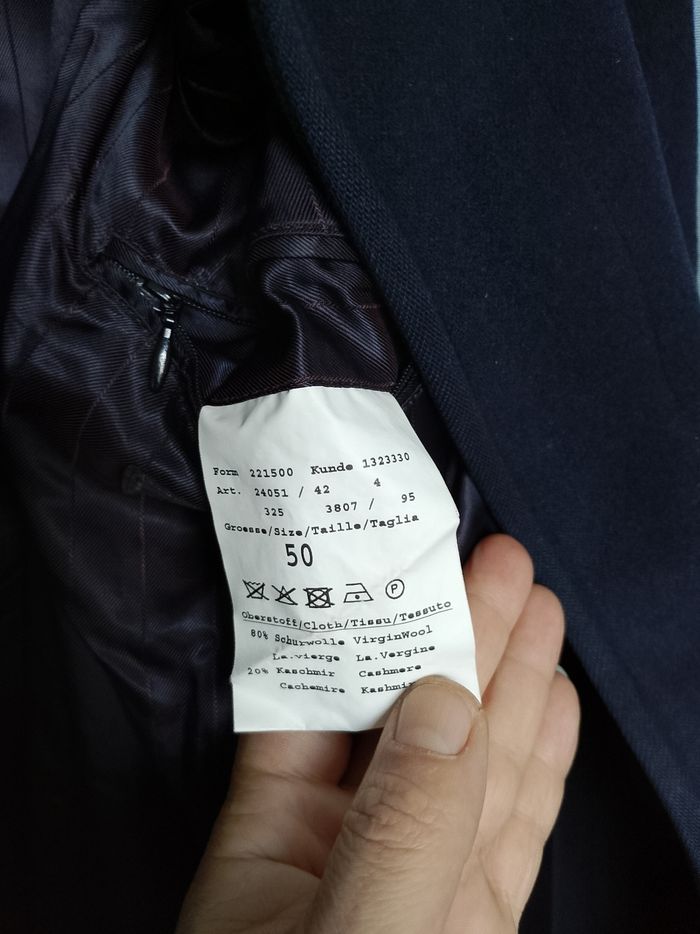 Form 221500 Kunde 1323330
Art. 24051 / 42 4
325 3807 / 95
Groesse/Size/Taille/Taglia
50
P
Oberstoff/Cloth/Tissu/Tessuto
80% Schurwolle VirginWool
La.vierge La.Vergine
20% Kaschmir Cashmere
Cachemire